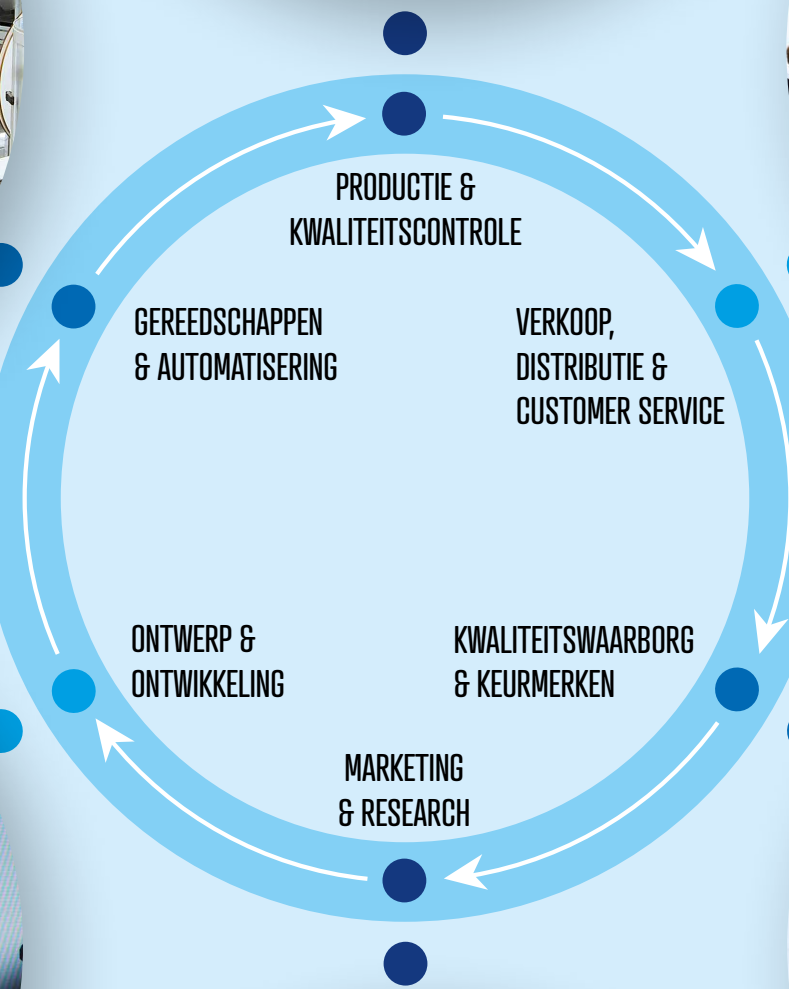 PRODUCTIE &
KWALITEITSCONTROLE
GEREEDSCHAPPEN
& AUTOMATISERING
VERKOOP,
DISTRIBUTIE &
CUSTOMER SERVICE
ONTWERP &
ONTWIKKELING
KWALITEITSWAARBORG
& KEURMERKEN
MARKETING
& RESEARCH